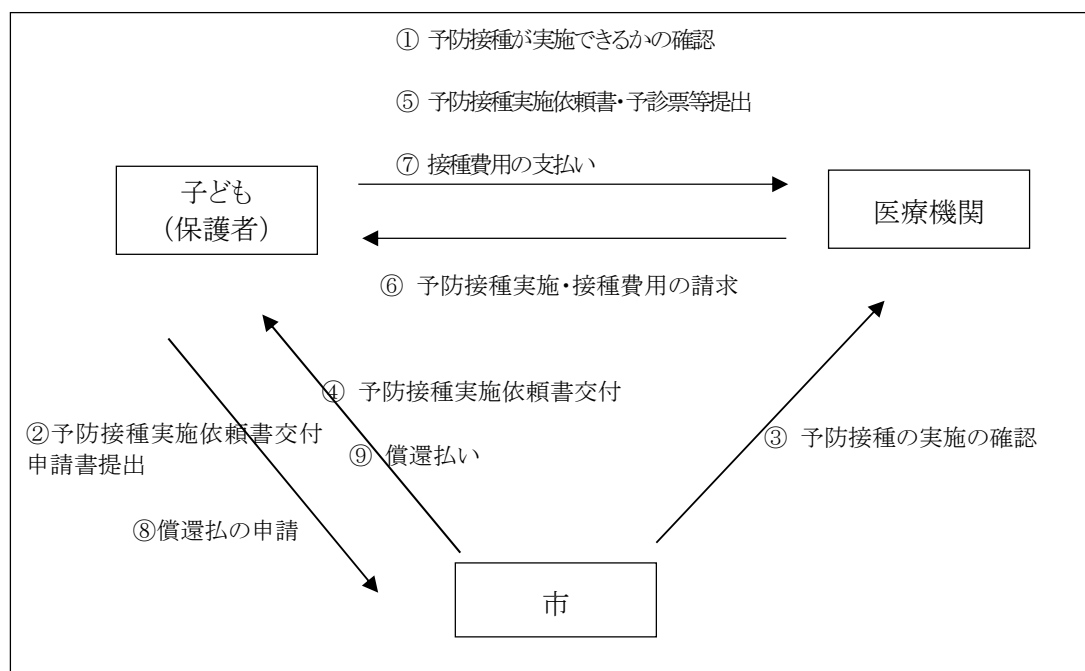 ① 予防接種が実施できるかの確認
⑤ 予防接種実施依頼書・予診票等提出
⑦ 接種費用の支払い
子ども
(保護者)
医療機関
⑥ 予防接種実施・接種費用の請求
④ 予防接種実施依頼書交付
②予防接種実施依頼書交付
申請書提出
③ 予防接種の実施の確認
⑨ 償還払い
⑧償還払の申請
市